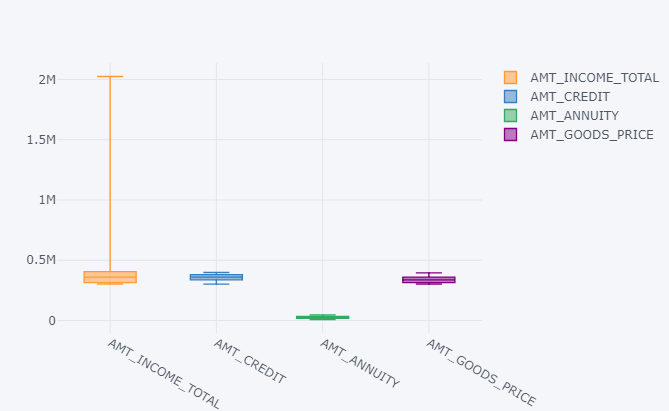 2M
1.5M
1M
0.5M
0
AMT_INCOME_TOTAL
AMT_CREDIT
AMT_ANNUITY
AMT_GOODS_PRICE
AMT_INCOME_TOTAL
AMT_CREDIT
AMT_ANNUITY
AMT_GOODS_PRICE